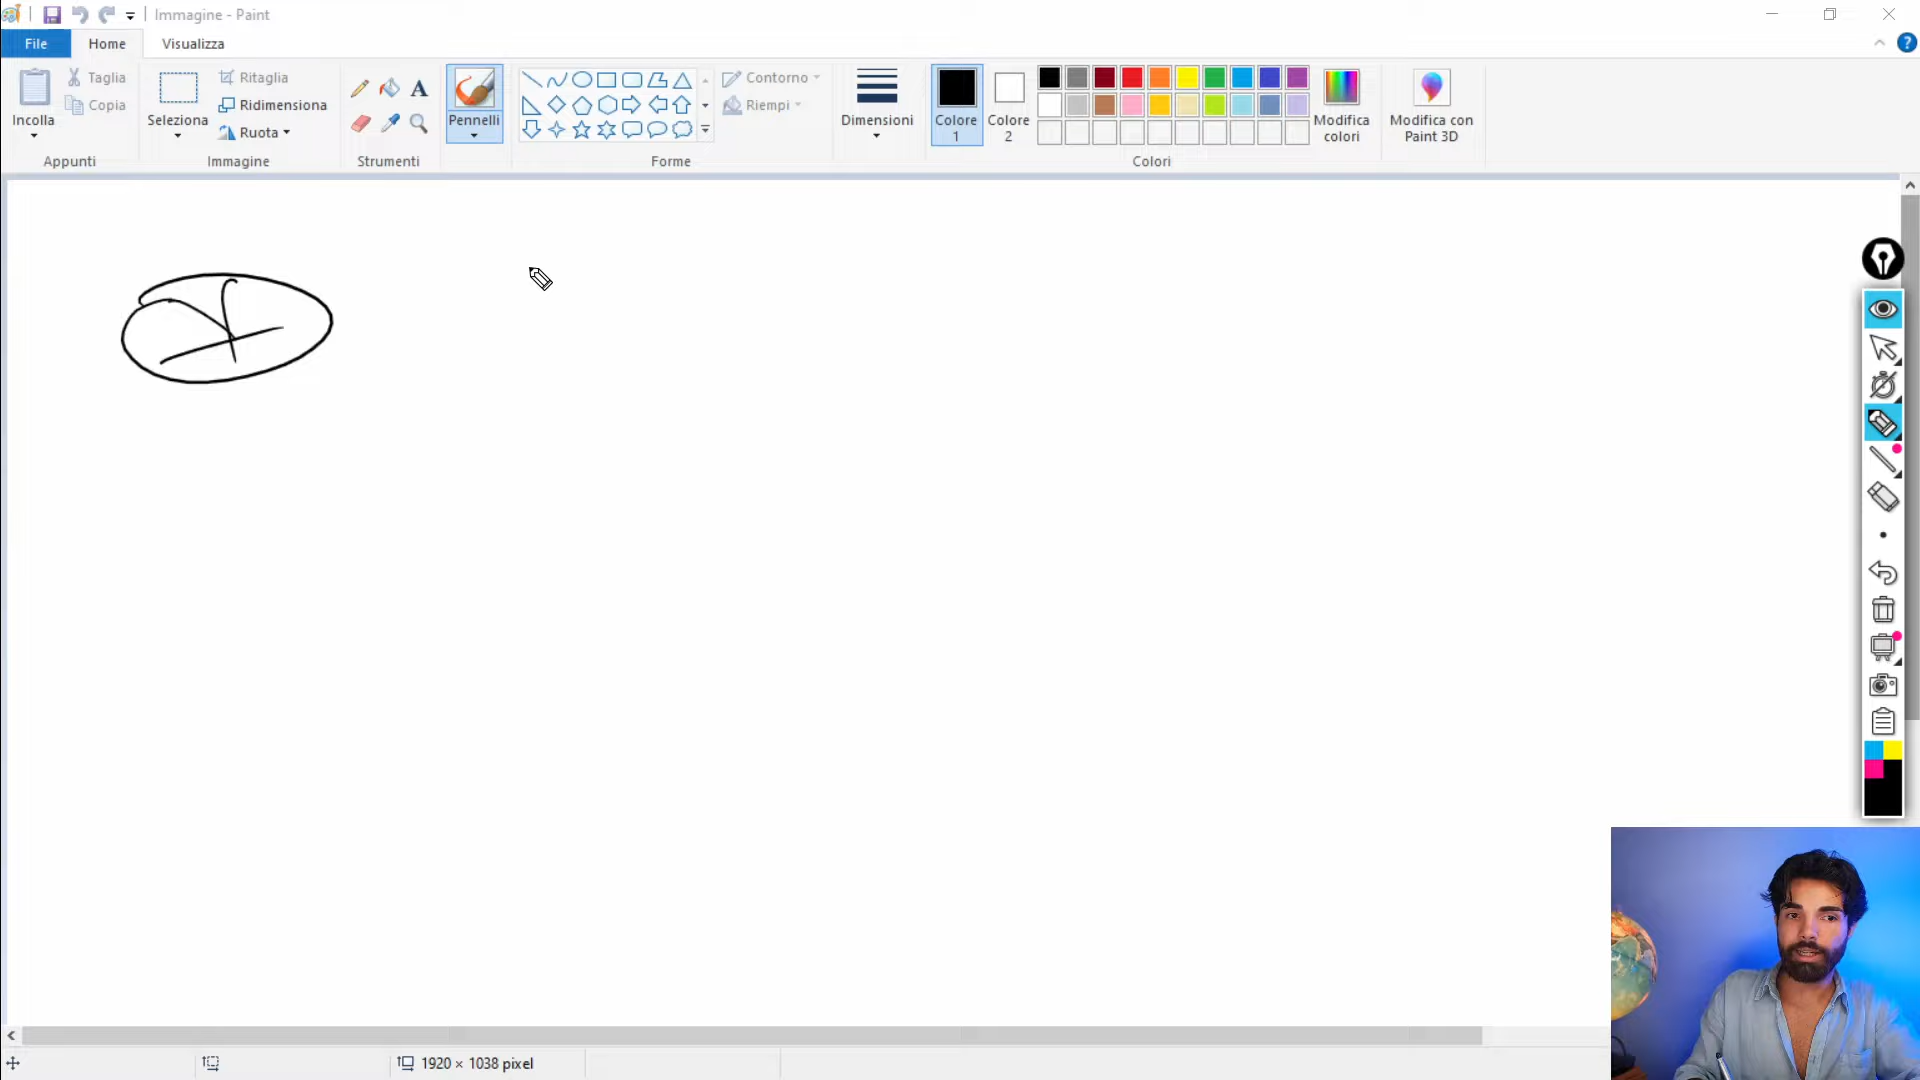 Immagine - Paint
File Home Visualizza
Incolla
Taglia
Copia
Appunti
Seleziona
Ritaglia
Ridimensiona
Ruota
Immagine
A
Strumenti
Pennelli
Contorno
Riempi
Forme
Dimensioni
Colore
1
Colore
2
Modifica
colori
Colori
Modifica con
Paint 3D
1920 × 1038 pixel